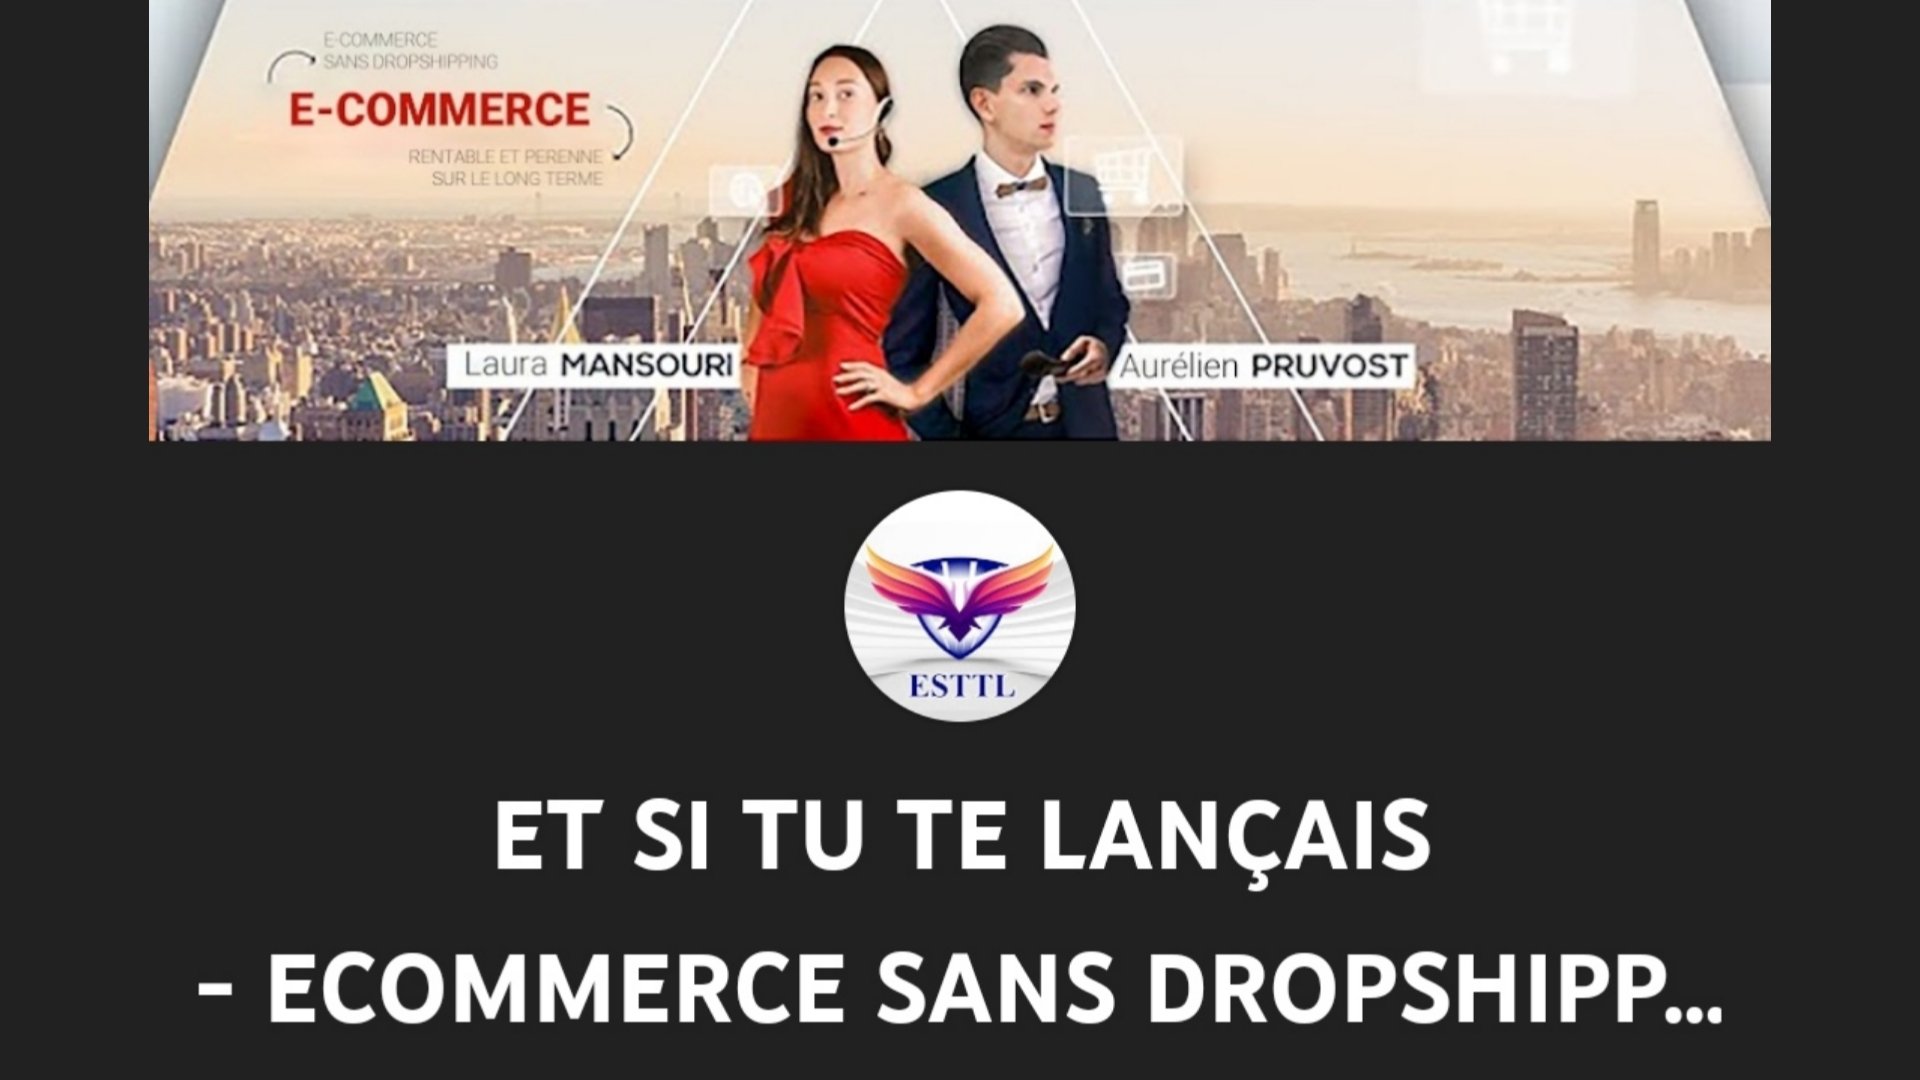 E-COMMERCE
SANS DROPSHIPPING
E-COMMERCE
RENTABLE ET PERENNE
SUR LE LONG TERME
Laura MANSOURI
Aurélien PRUVOST
ESTTL
ET SI TU TE LANÇAIS
- ECOMMERCE SANS DROPSHIPP...